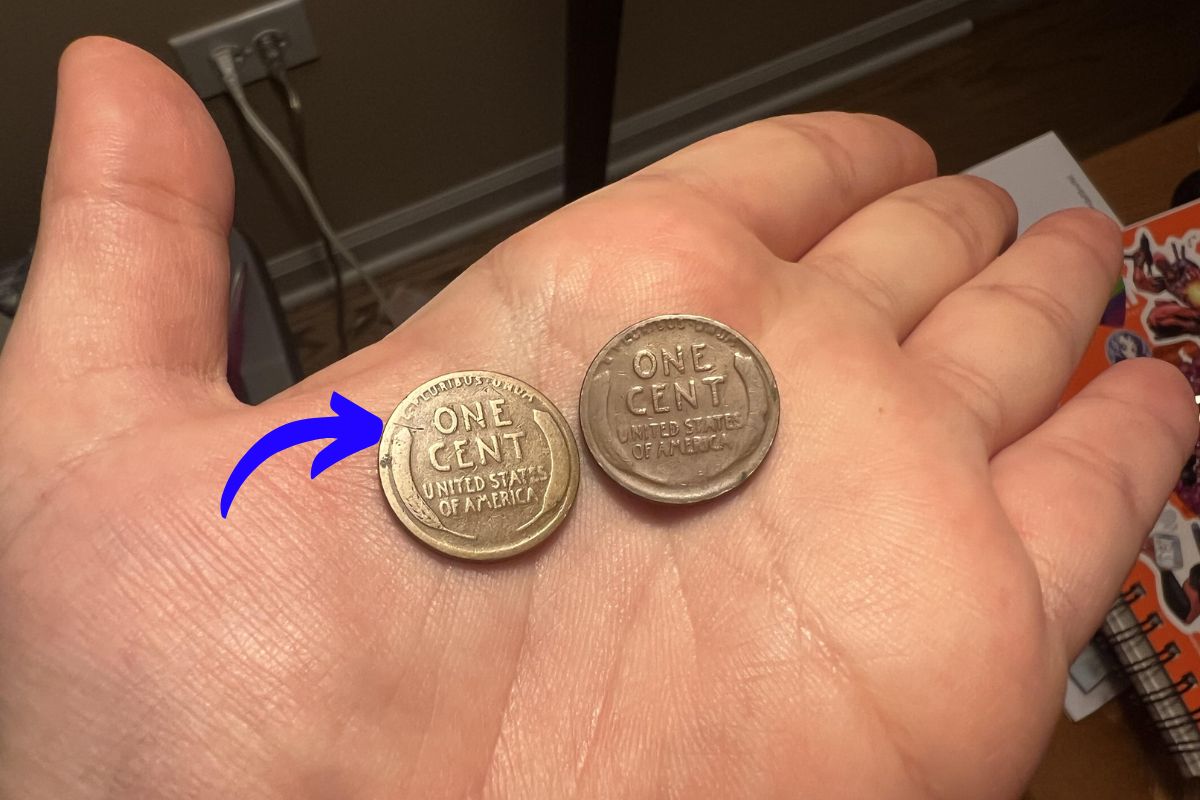 E·PLURIBUS·UNUM
ONE
CENT
UNITED STATES
OF AMERICA
ONE
CENT
UNITED STATES
OF AMERICA